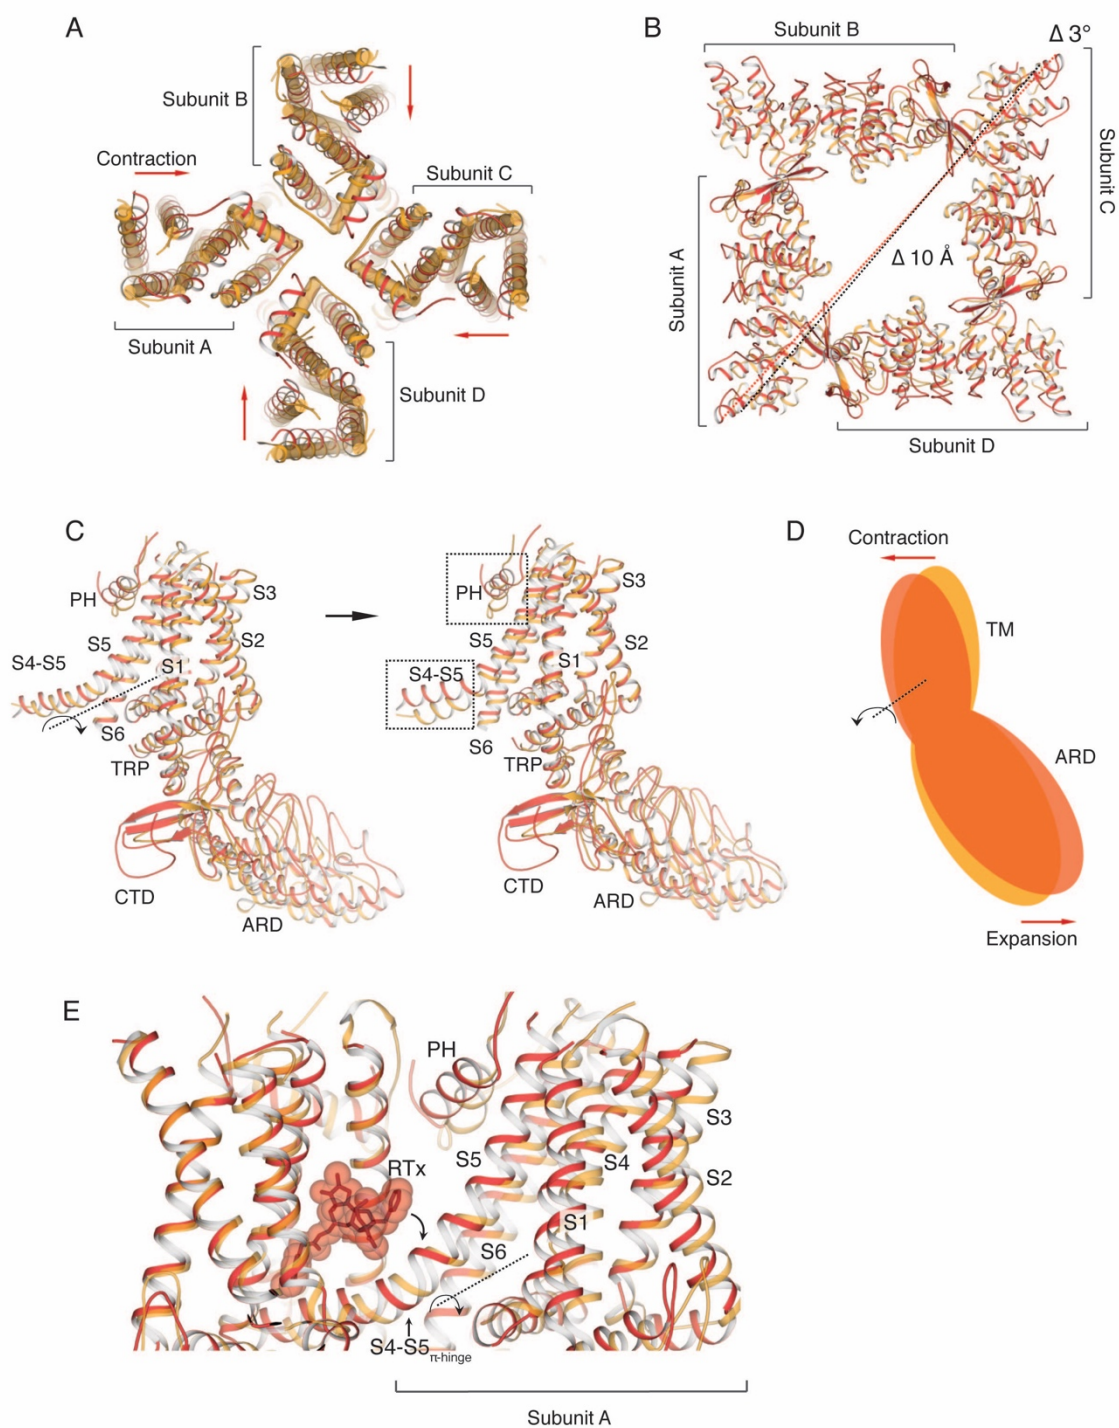 A
Subunit B
Contraction
Subunit C
Subunit A
Subunit D
B
Subunit B
Δ 3°
Subunit C
Subunit A
Δ 10 Å
Subunit D
C
PH
S3
S5
S2
S4-S5
S1
S6
TRP
CTD
ARD
PH
S3
S5
S2
S4-S5
S1
S6
TRP
CTD
ARD
D
Contraction
TM
ARD
Expansion
E
PH
S3
S5
S4
RTx
S2
S1
S6
S4-S5π-hinge
Subunit A